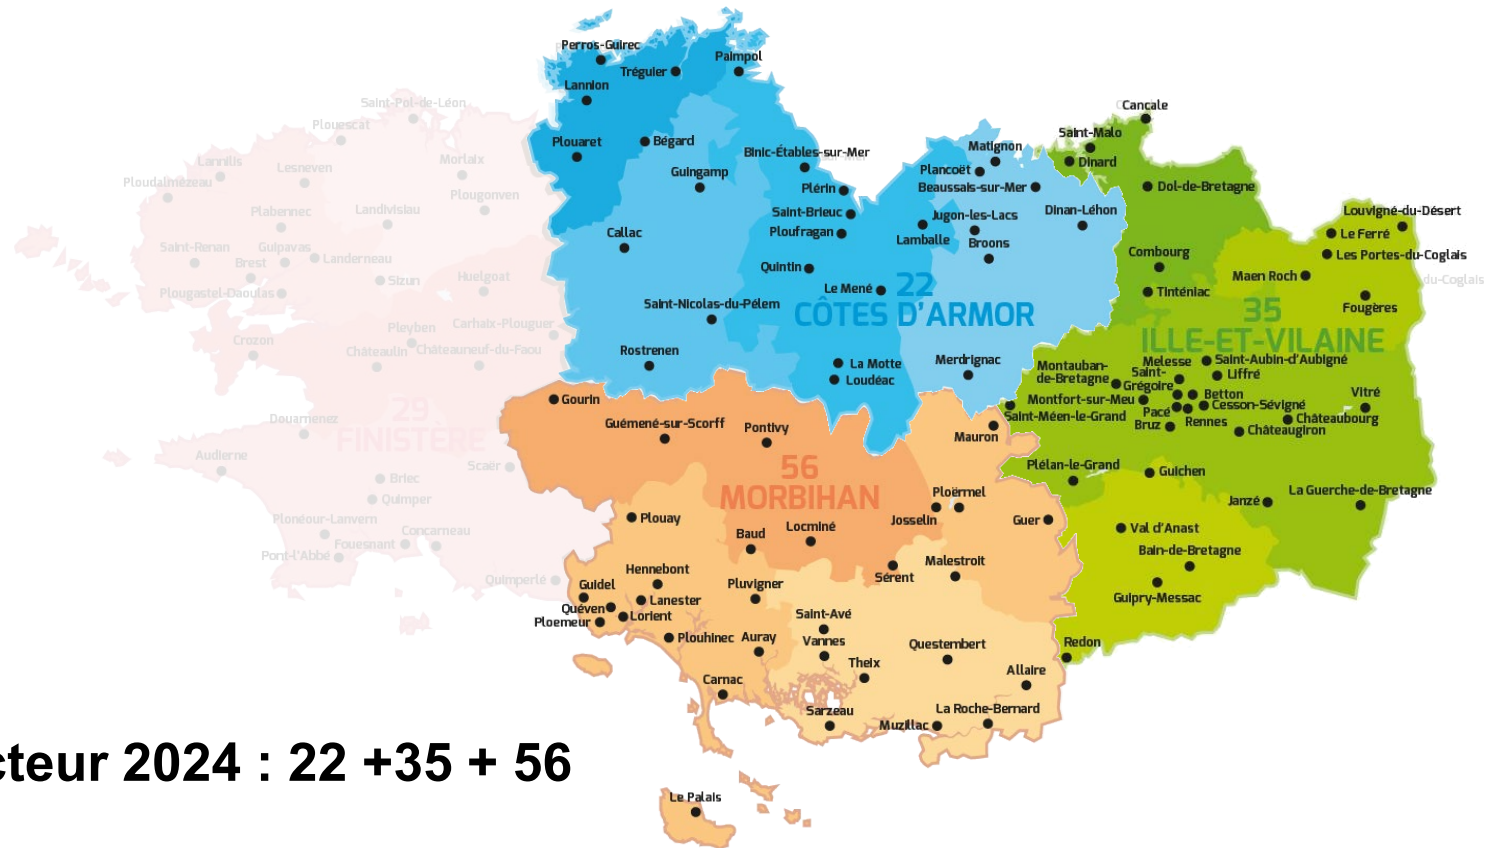 Perros-Guirec
Tréguier
Paimpol
Lannion
Plouaret
Bégard
Guingamp
Binic-Étables-sur-Mer
Plérin
Saint-Brieuc
Ploufragan
Callac
Quintin
Le Mené
Saint-Nicolas-du-Pélem
Rostrenen
La Motte
Loudéac
Matignon
Plancoët
Beaussais-sur-Mer
Jugon-les-Lacs
Lamballe
Broons
Dinan-Léhon
Merdrignac
22
CÔTES D'ARMOR
Cancale
Saint-Malo
Dinard
Dol-de-Bretagne
Louvigné-du-Désert
Le Ferré
Les Portes-du-Coglais
du-Coglais
Maen Roch
Fougères
Combourg
Tinténiac
35
ILLE-ET-VILAINE
Montauban-
de-Bretagne
Melesse
Saint-
Grégoire
Saint-Aubin-d'Aubigné
Liffré
Betton
Montfort-sur-Meu
Saint-Méen-le-Grand
Pacé
Cesson-Sévigné
Rennes
Bruz
Vitré
Châteaubourg
Châteaugiron
Plélan-le-Grand
Guichen
Janzé
La Guerche-de-Bretagne
Val d'Anast
Bain-de-Bretagne
Guipry-Messac
Redon
Saint-Pol-de-Léon
Plouescat
Lannilis
Lesneven
Morlaix
Ploudalmézeau
Plougonven
Plabennec
Landivisiau
Saint-Renan
Guipavas
Brest
Landerneau
Sizun
Huelgoat
Plougastel-Daoulas
Pleyben
Carhaix-Plouguer
Crozon
Châteaulin
Châteauneuf-du-Faou
29
FINISTÈRE
Douarnenez
Audierne
Scaër
Briec
Quimper
Plonéour-Lanvern
Concarneau
Fouesnant
Pont-l'Abbé
Quimperlé
Gourin
Guémené-sur-Scorff
Pontivy
Mauron
56
MORBIHAN
Ploërmel
Josselin
Guer
Plouay
Baud
Locminé
Malestroit
Sérent
Hennebont
Guidel
Lanester
Quéven
Lorient
Ploemeur
Pluvigner
Plouhinec
Auray
Saint-Avé
Vannes
Theix
Questembert
Allaire
Carnac
Sarzeau
Muzillac
La Roche-Bernard
Le Palais
cteur 2024 : 22 +35 + 56